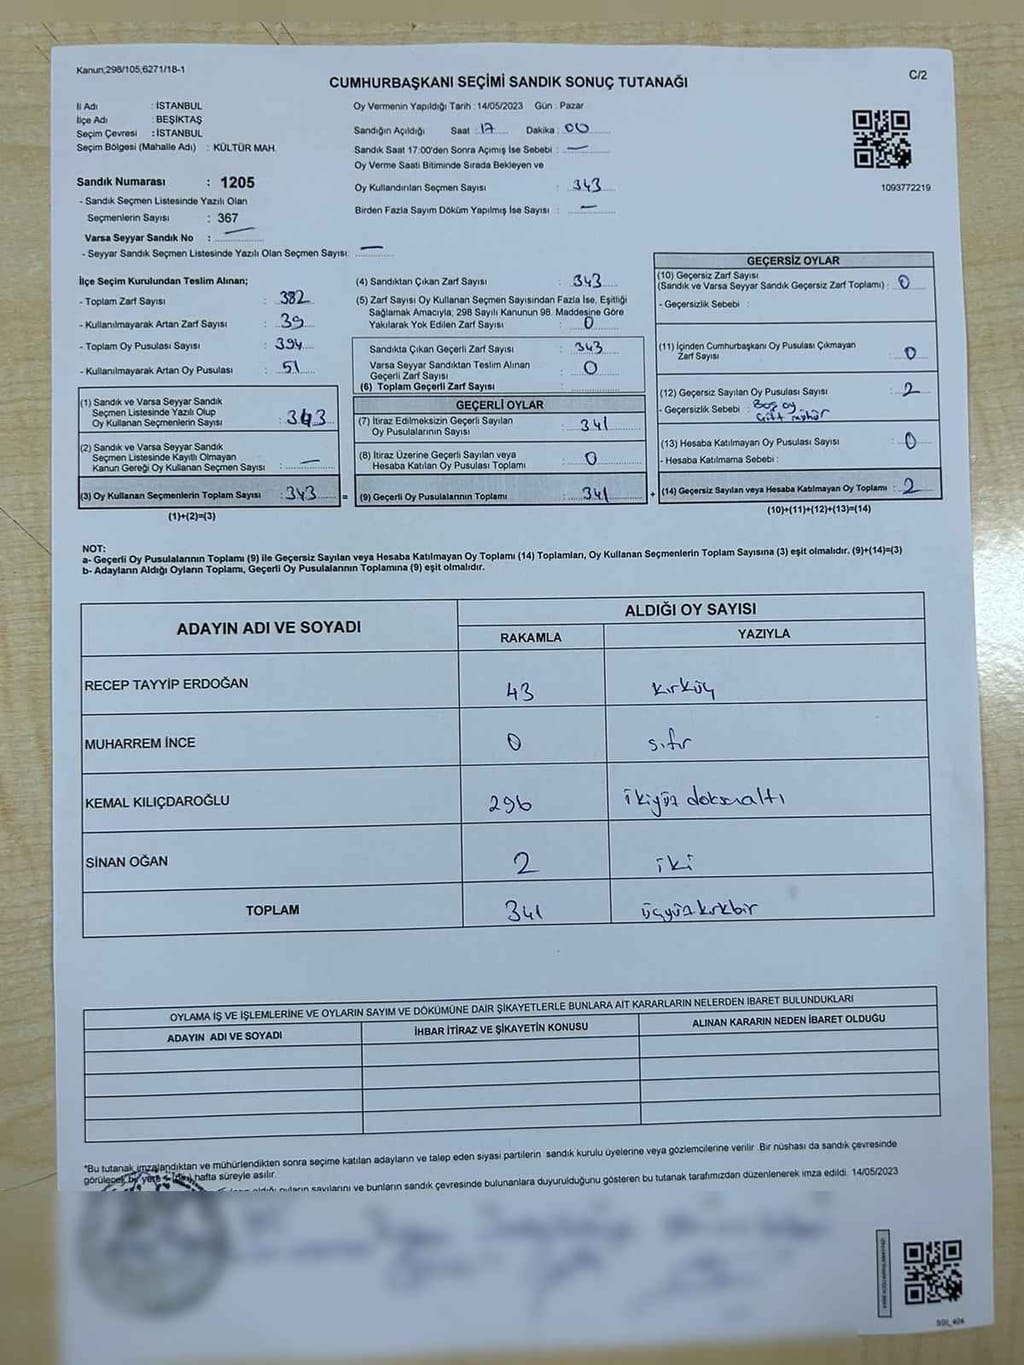 Kanun;298/105,6271/18-1
C/2
CUMHURBAŞKANI SEÇİMİ SANDIK SONUÇ TUTANAĞI
İl Adı : İSTANBUL
İlçe Adı : BEŞİKTAŞ
Seçim Çevresi : İSTANBUL
Seçim Bölgesi (Mahalle Adı) : KÜLTÜR MAH.
Sandık Numarası : 1205
- Sandık Seçmen Listesinde Yazılı Olan
Seçmenlerin Sayısı : 367
Varsa Seyyar Sandık No : —
- Seyyar Sandık Seçmen Listesinde Yazılı Olan Seçmen Sayısı: —
Oy Vermenin Yapıldığı Tarih : 14/05/2023 Gün : Pazar
Sandığın Açıldığı Saat : 17 Dakika : 00
Sandık Saat 17:00'den Sonra Açımış İse Sebebi : —
Oy Verme Saati Bitiminde Sırada Bekleyen ve
Oy Kullandırılan Seçmen Sayısı : 343
Birden Fazla Sayım Döküm Yapılmış İse Sayısı : —
1093772219
İlçe Seçim Kurulundan Teslim Alınan;
- Toplam Zarf Sayısı : 382
- Kullanılmayarak Artan Zarf Sayısı : 39
- Toplam Oy Pusulası Sayısı : 394
- Kullanılmayarak Artan Oy Pusulası : 51
(1) Sandık ve Varsa Seyyar Sandık
Seçmen Listesinde Yazılı Olup
Oy Kullanan Seçmenlerin Sayısı : 343
(2) Sandık ve Varsa Seyyar Sandık
Seçmen Listesinde Kayıtlı Olmayan
Kanun Gereği Oy Kullanan Seçmen Sayısı : —
(3) Oy Kullanan Seçmenlerin Toplam Sayısı : 343 =
(1)+(2)=(3)
(4) Sandıktan Çıkan Zarf Sayısı : 343
(5) Zarf Sayısı Oy Kullanan Seçmen Sayısından Fazla İse, Eşitliği
Sağlamak Amacıyla; 298 Sayılı Kanunun 98. Maddesine Göre
Yakılarak Yok Edilen Zarf Sayısı : 0
Sandıkta Çıkan Geçerli Zarf Sayısı : 343
Varsa Seyyar Sandıktan Teslim Alınan
Geçerli Zarf Sayısı : 0
(6) Toplam Geçerli Zarf Sayısı :
GEÇERLİ OYLAR
(7) İtiraz Edilmeksizin Geçerli Sayılan
Oy Pusulalarının Sayısı : 341
(8) İtiraz Üzerine Geçerli Sayılan veya
Hesaba Katılan Oy Pusulası Toplamı : 0
(9) Geçerli Oy Pusulalarının Toplamı : 341 +
GEÇERSİZ OYLAR
(10) Geçersiz Zarf Sayısı
(Sandık ve Varsa Seyyar Sandık Geçersiz Zarf Toplamı) : 0
- Geçersizlik Sebebi :
(11) İçinden Cumhurbaşkanı Oy Pusulası Çıkmayan
Zarf Sayısı : 0
(12) Geçersiz Sayılan Oy Pusulası Sayısı : 2
- Geçersizlik Sebebi : Boş oy
Çift mühür
(13) Hesaba Katılmayan Oy Pusulası Sayısı : 0
- Hesaba Katılmama Sebebi :
(14) Geçersiz Sayılan veya Hesaba Katılmayan Oy Toplamı : 2
(10)+(11)+(12)+(13)=(14)
NOT:
a- Geçerli Oy Pusulalarının Toplamı (9) ile Geçersiz Sayılan veya Hesaba Katılmayan Oy Toplamı (14) Toplamları, Oy Kullanan Seçmenlerin Toplam Sayısına (3) eşit olmalıdır. (9)+(14)=(3)
b- Adayların Aldığı Oyların Toplamı, Geçerli Oy Pusulalarının Toplamına (9) eşit olmalıdır.
ADAYIN ADI VE SOYADI
ALDIĞI OY SAYISI
RAKAMLA YAZIYLA
RECEP TAYYİP ERDOĞAN 43 kırküç
MUHARREM İNCE 0 sıfır
KEMAL KILIÇDAROĞLU 296 ikiyüz doksanaltı
SİNAN OĞAN 2 iki
TOPLAM 341 üçyüzkırkbir
OYLAMA İŞ VE İŞLEMLERİNE VE OYLARIN SAYIM VE DÖKÜMÜNE DAİR ŞİKAYETLERLE BUNLARA AİT KARARLARIN NELERDEN İBARET BULUNDUKLARI
ADAYIN ADI VE SOYADI İHBAR İTİRAZ VE ŞİKAYETİN KONUSU ALINAN KARARIN NEDEN İBARET OLDUĞU
*Bu tutanak imzalandıktan ve mühürlendikten sonra seçime katılan adayların ve talep eden siyasi partilerin sandık kurulu üyelerine veya gözlemcilerine verilir. Bir nüshası da sandık çevresinde
görülecek bir yere hafta süreyle asılır.
aldığı oyların sayılarını ve bunların sandık çevresinde bulunanlara duyurulduğunu gösteren bu tutanak tarafımızdan düzenlenerek imza edildi. 14/05/2023